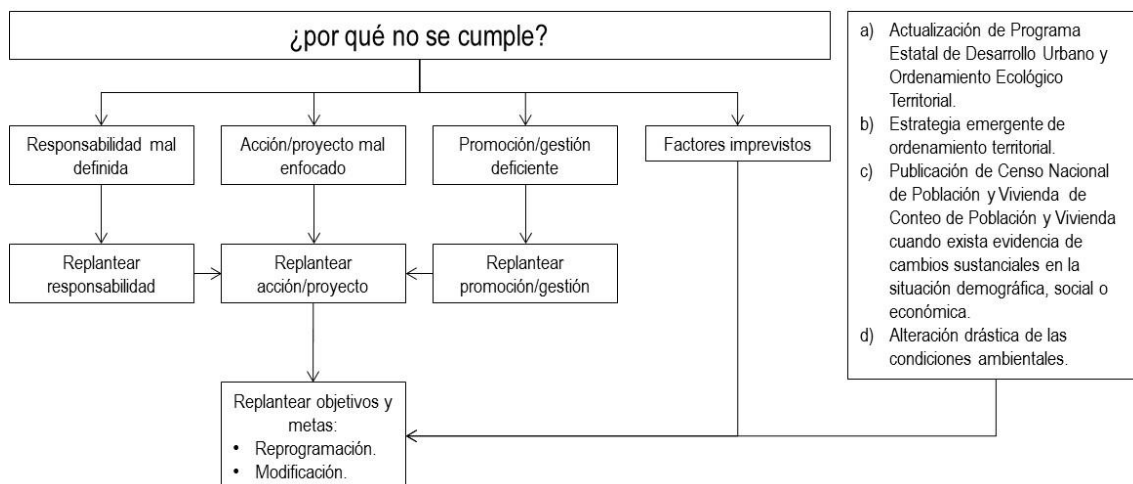 ¿por qué no se cumple?
Responsabilidad mal
definida
Acción/proyecto mal
enfocado
Promoción/gestión
deficiente
Factores imprevistos
Replantear
responsabilidad
Replantear
acción/proyecto
Replantear
promoción/gestión
Replantear objetivos y
metas:
• Reprogramación.
• Modificación.
a) Actualización de Programa
Estatal de Desarrollo Urbano y
Ordenamiento Ecológico
Territorial.
b) Estrategia emergente de
ordenamiento territorial.
c) Publicación de Censo Nacional
de Población y Vivienda de
Conteo de Población y Vivienda
cuando exista evidencia de
cambios sustanciales en la
situación demográfica, social o
económica.
d) Alteración drástica de las
condiciones ambientales.